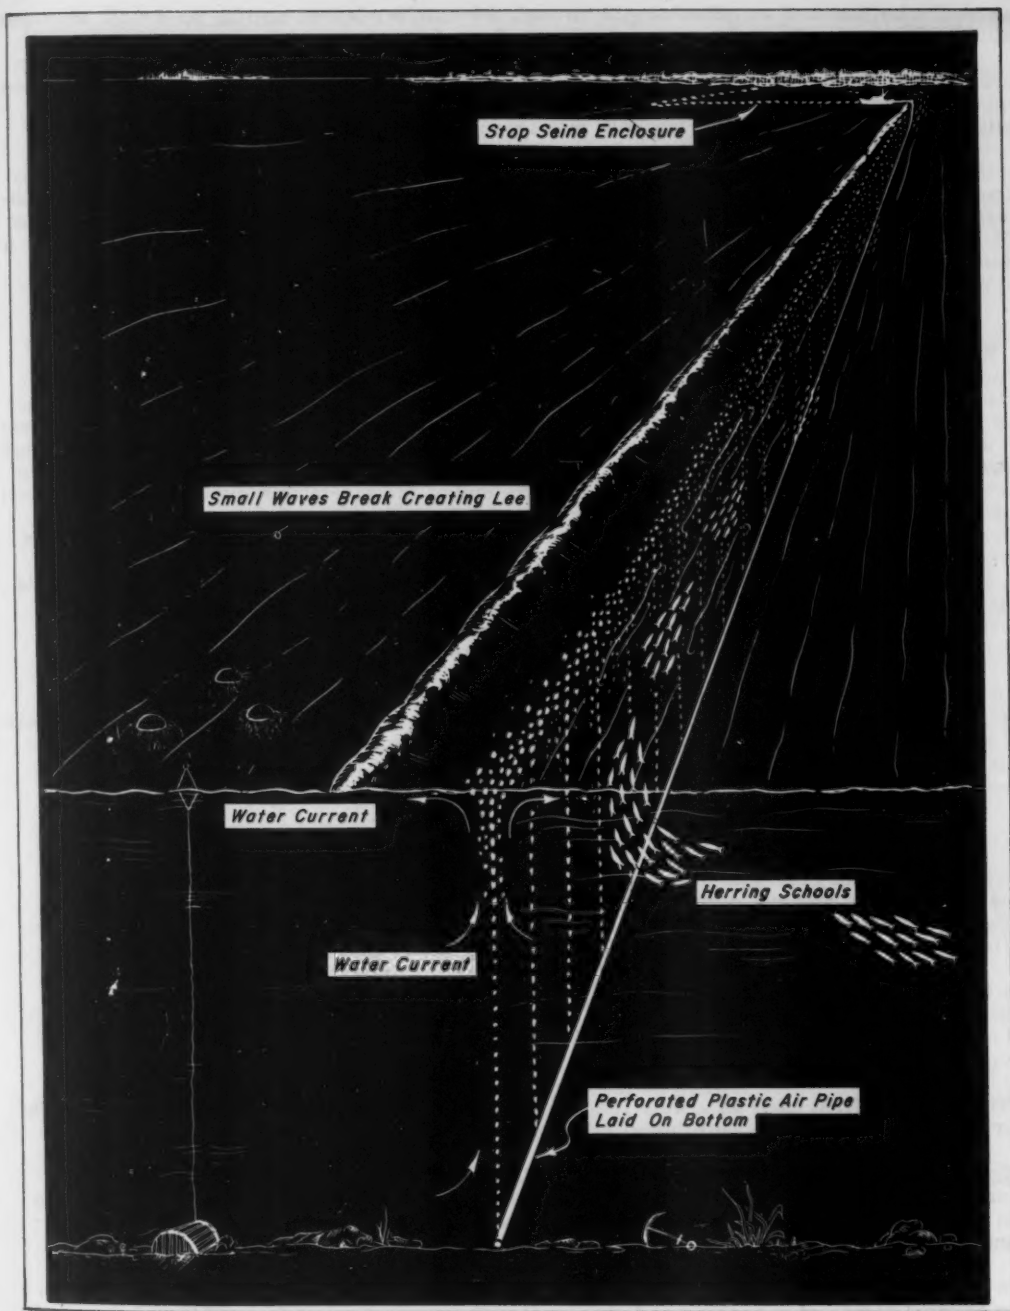 Stop Seine Enclosure
Small Waves Break Creating Lee
Water Current
Herring Schools
Water Current
Perforated Plastic Air Pipe
Laid On Bottom